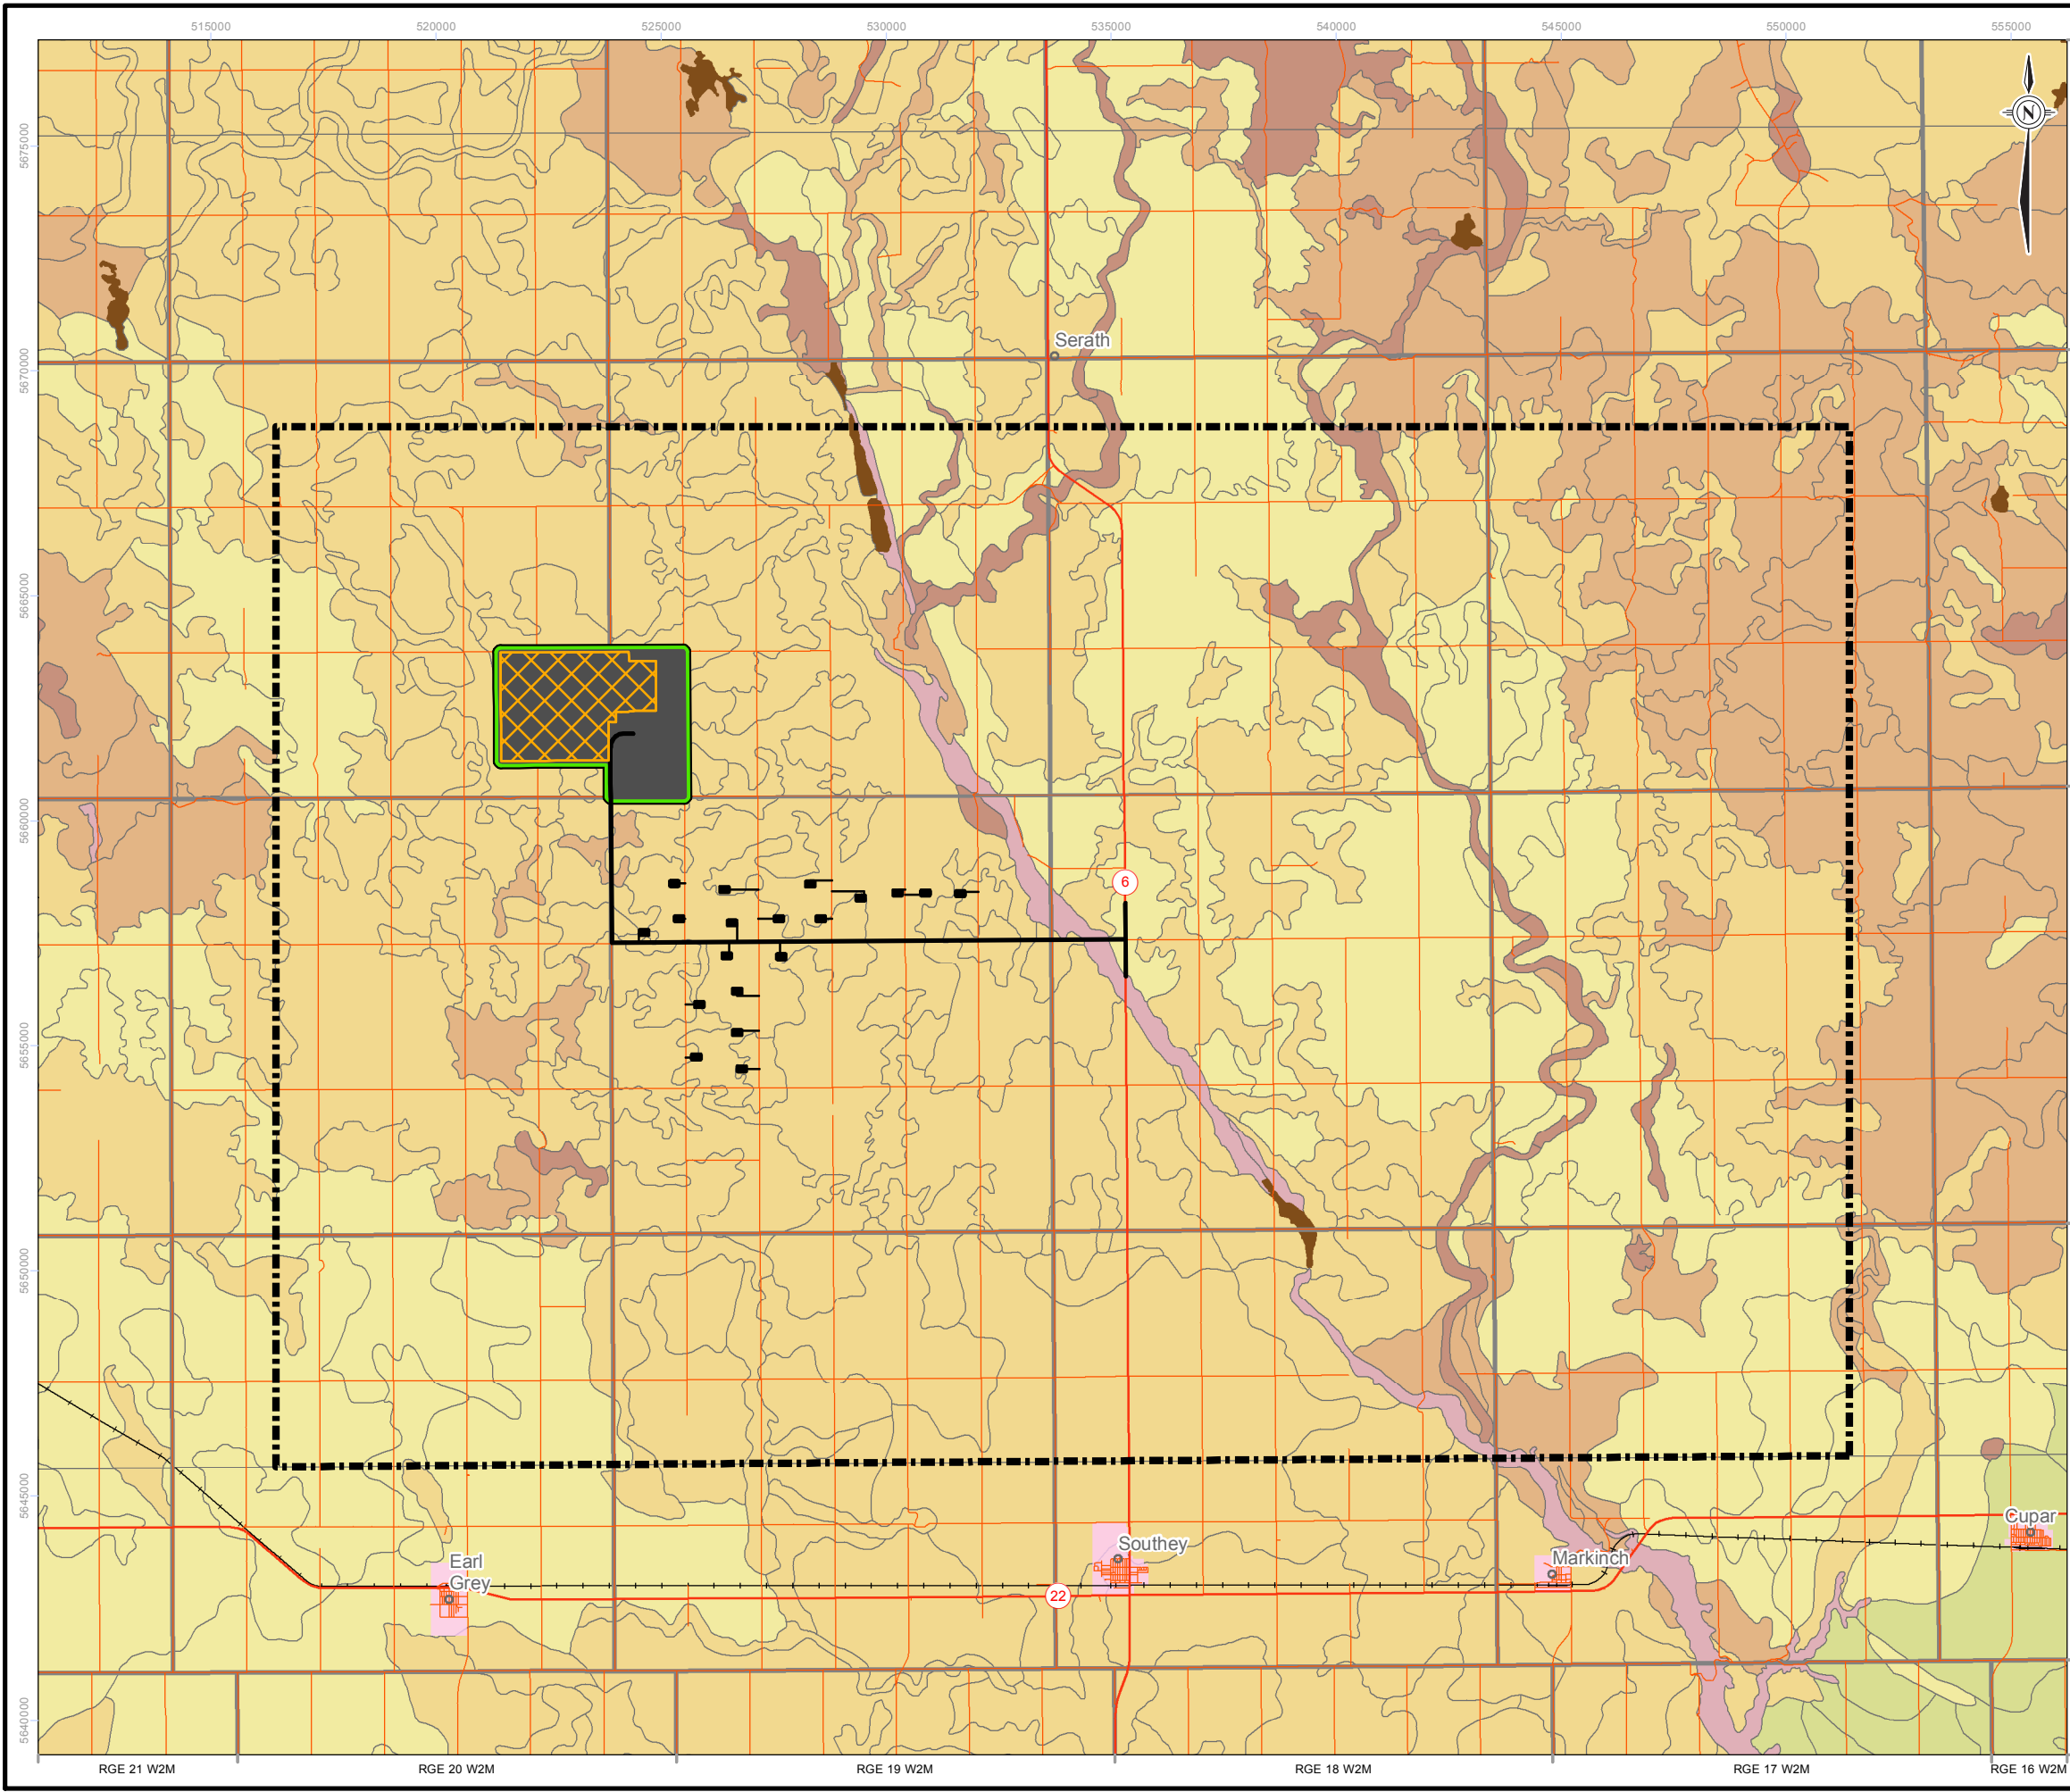 515000 520000 525000 530000 535000 540000 545000 550000 555000
N
5675000
5670000
Serath
5665000
5660000
6
5655000
5650000
5645000
Cupar
Southey
Markinch
Earl
Grey
22
5640000
RGE 21 W2M RGE 20 W2M RGE 19 W2M RGE 18 W2M RGE 17 W2M RGE 16 W2M